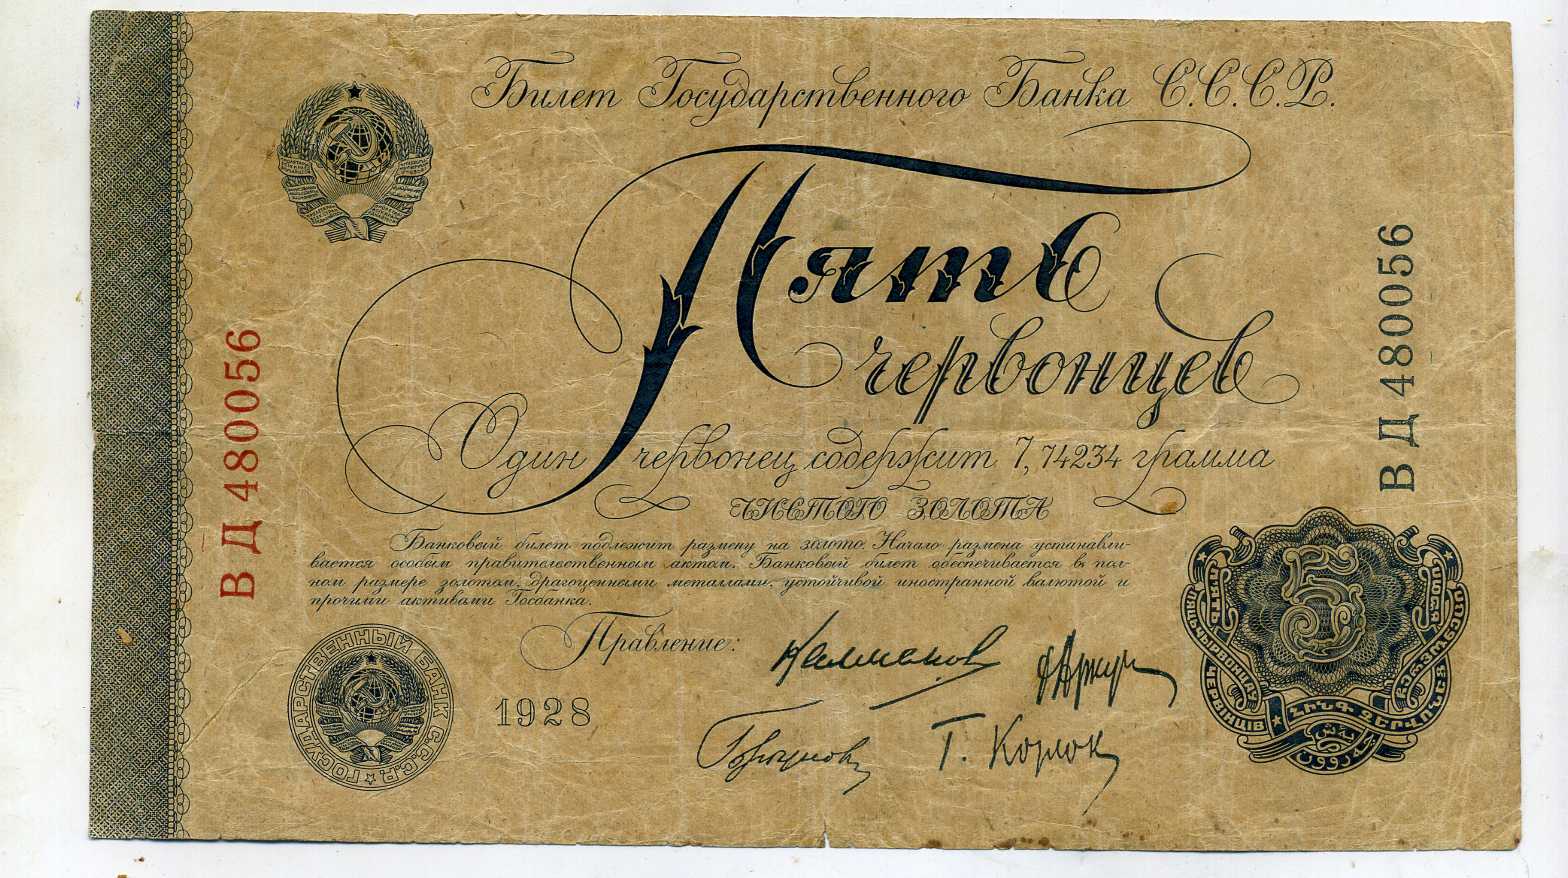 Билет Государственного Банка С.С.С.Р.
Пять
червонцев
Один червонец содержит 7,74234 грамма
чистого золота
Банковый билет подлежит размену на золото. Начало размена устанавли-
вается особым правительственным актом. Банковый билет обеспечивается в пол-
ном размере золотом, драгоценными металлами, устойчивой иностранной валютой и
прочими активами Госбанка.
Правление:
1928
ГОСУДАРСТВЕННЫЙ БАНК С.С.С.Р.
ВД 480056
ВД 480056
5